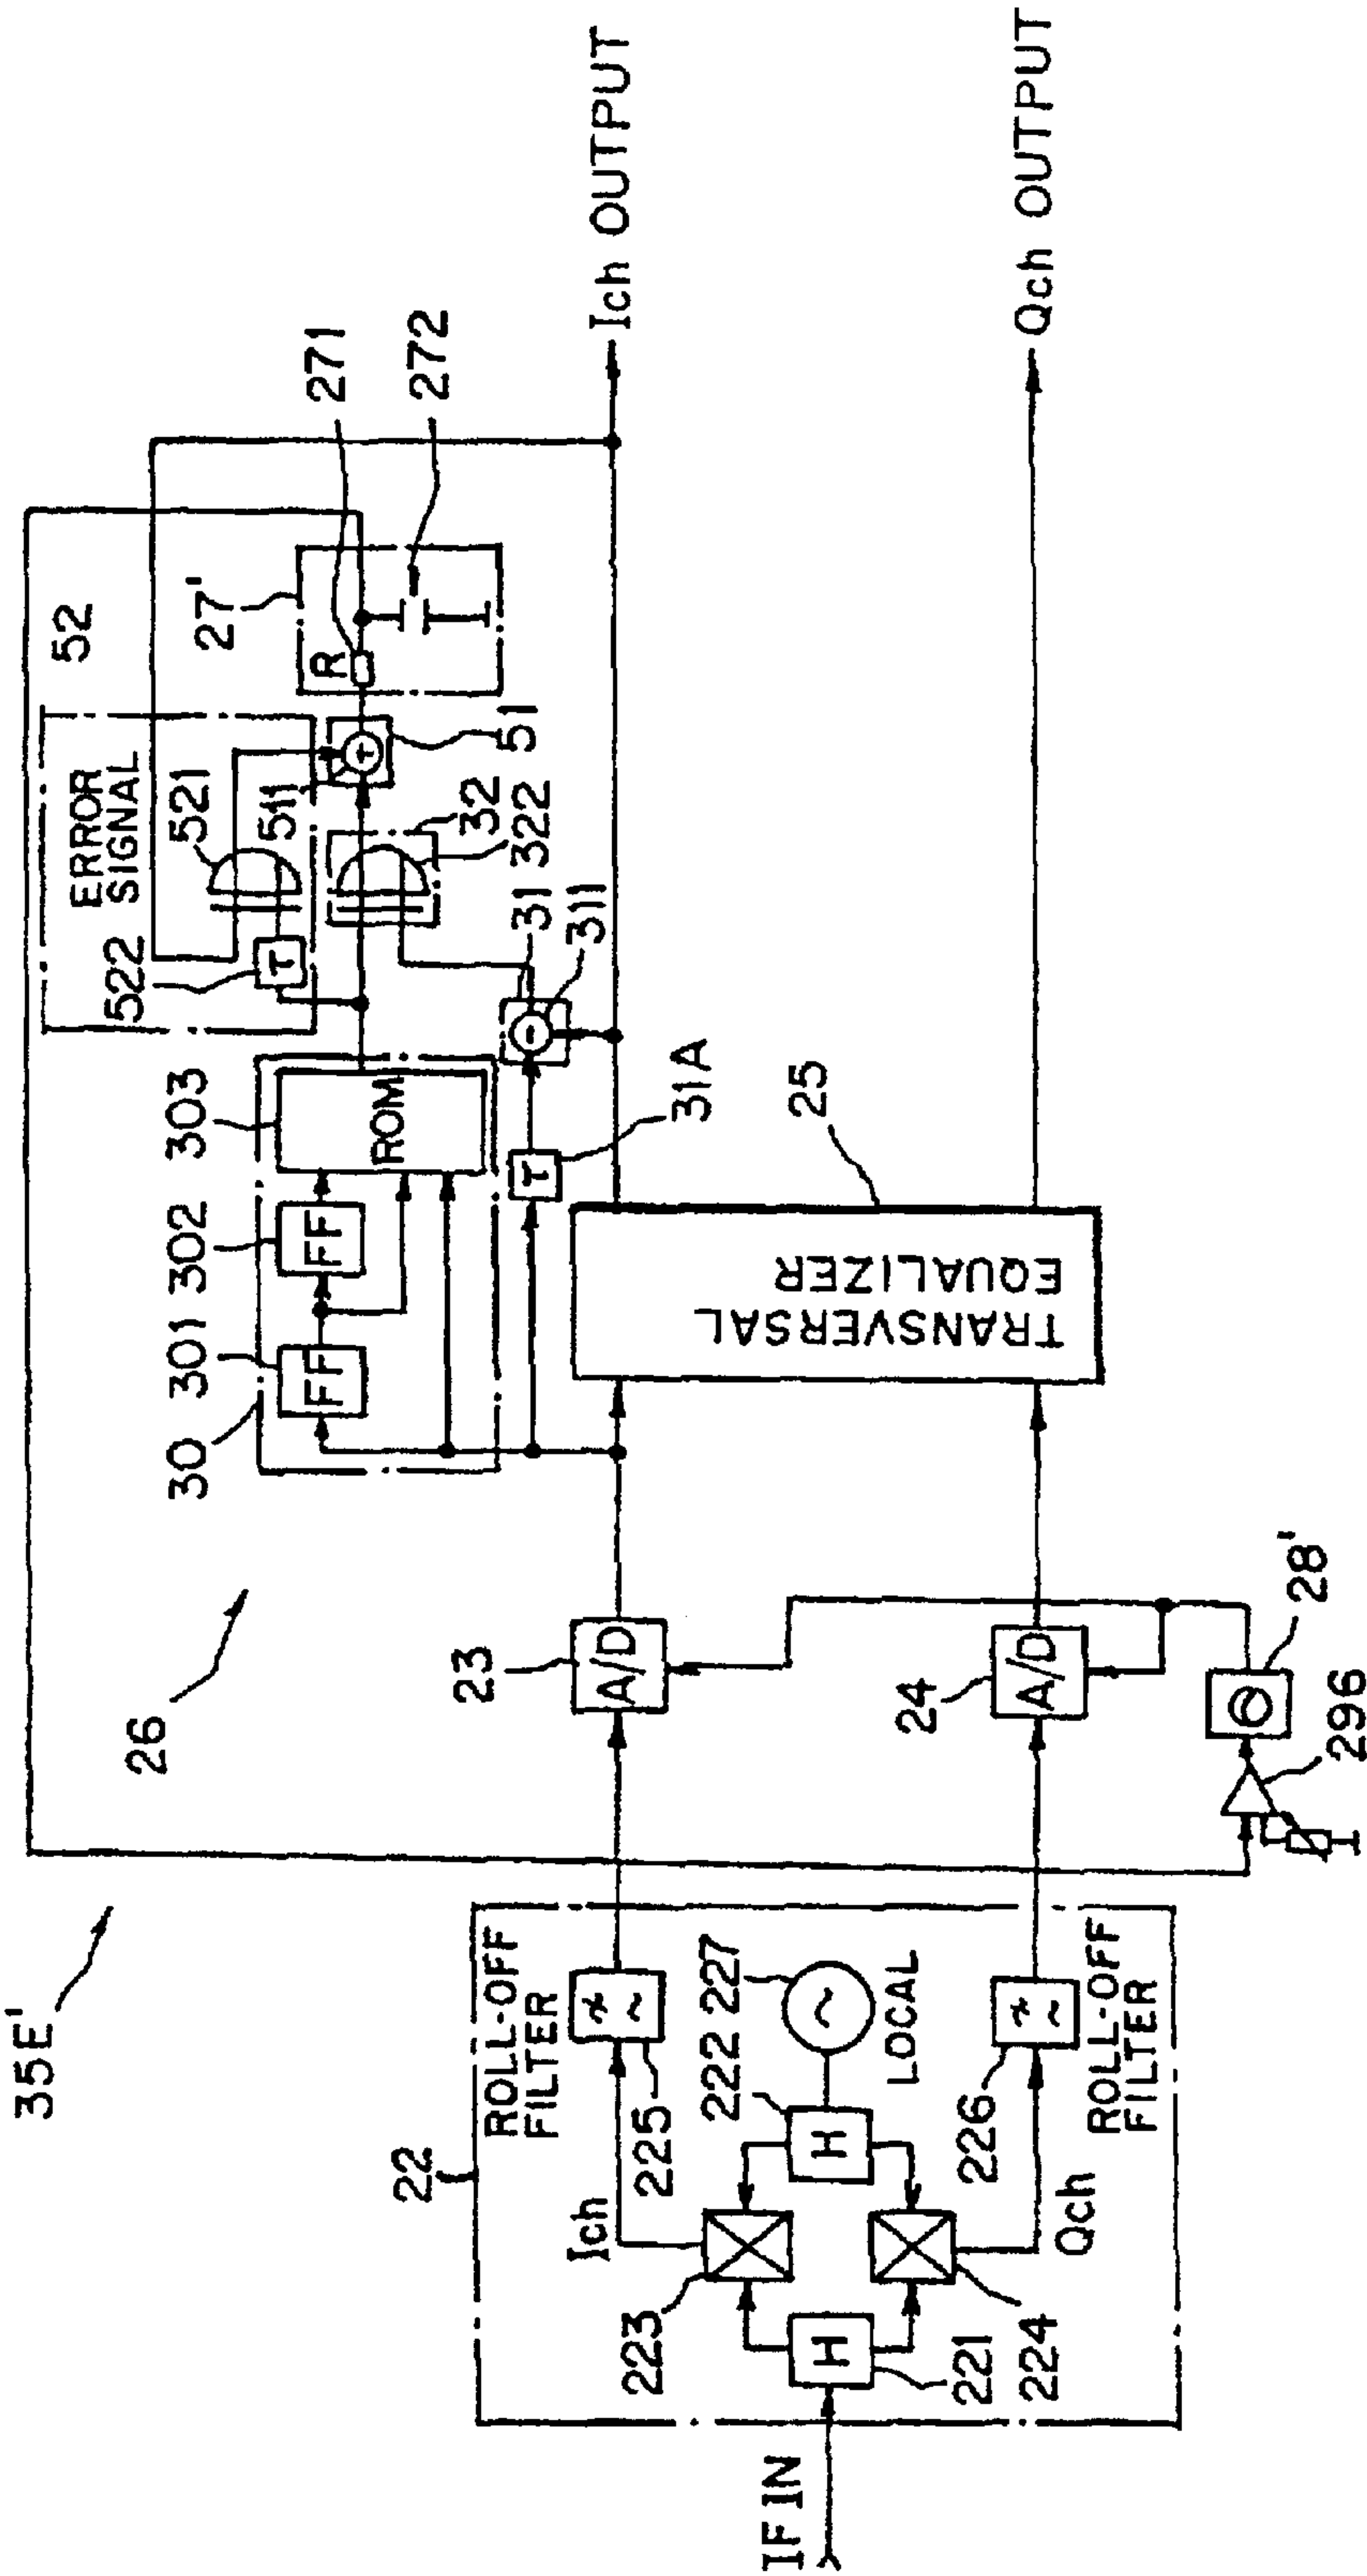 35E'
26
52
ERROR
SIGNAL
522
521
511
27'
R
271
272
51
32
322
31
311
31A
τ
τ
+
−
30
301
302
303
FF
FF
ROM
Ich OUTPUT
Qch OUTPUT
TRANSVERSAL
EQUALIZER
25
23
A/D
24
A/D
28'
296
22
ROLL-OFF
FILTER
225
Ich
223
H
222
227
~
LOCAL
H
221
224
Qch
226
ROLL-OFF
FILTER
IF IN